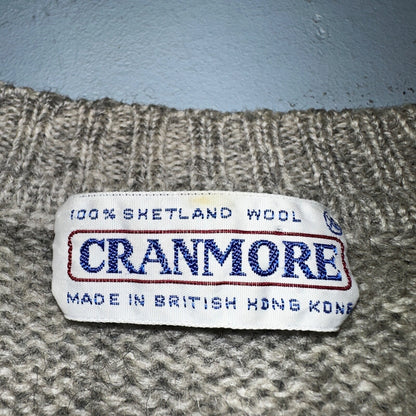 100% SHETLAND WOOL
CRANMORE
MADE IN BRITISH HONG KONG